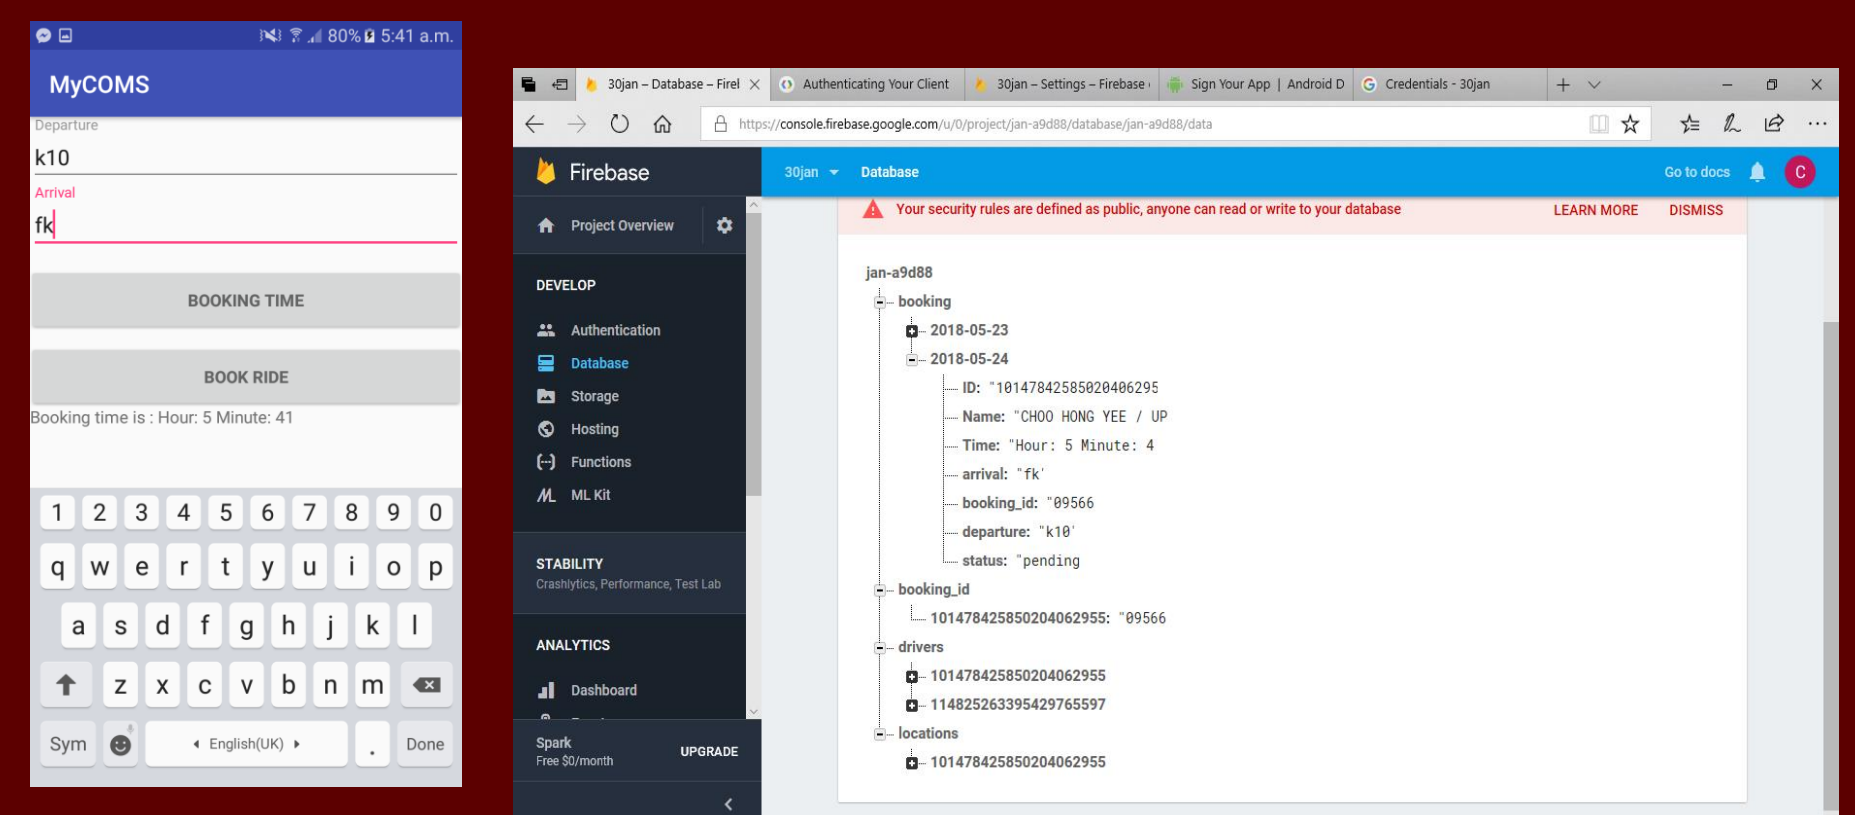 80% 5:41 a.m.
MyCOMS
Departure
k10
Arrival
fk
BOOKING TIME
BOOK RIDE
Booking time is : Hour: 5 Minute: 41
1 2 3 4 5 6 7 8 9 0
q w e r t y u i o p
a s d f g h j k l
z x c v b n m
Sym English(UK) . Done
30jan – Database – Firel
Authenticating Your Client
30jan – Settings – Firebase
Sign Your App | Android D
Credentials - 30jan
https://console.firebase.google.com/u/0/project/jan-a9d88/database/jan-a9d88/data
Firebase
30jan Database Go to docs C
Project Overview
DEVELOP
Authentication
Database
Storage
Hosting
Functions
ML Kit
STABILITY
Crashlytics, Performance, Test Lab
ANALYTICS
Dashboard
Spark
Free $0/month
UPGRADE
Your security rules are defined as public, anyone can read or write to your database LEARN MORE DISMISS
jan-a9d88
booking
2018-05-23
2018-05-24
ID: "10147842585020406295
Name: "CHOO HONG YEE / UP
Time: "Hour: 5 Minute: 4
arrival: "fk'
booking_id: "09566
departure: "k10'
status: "pending
booking_id
101478425850204062955: "09566
drivers
101478425850204062955
114825263395429765597
locations
101478425850204062955